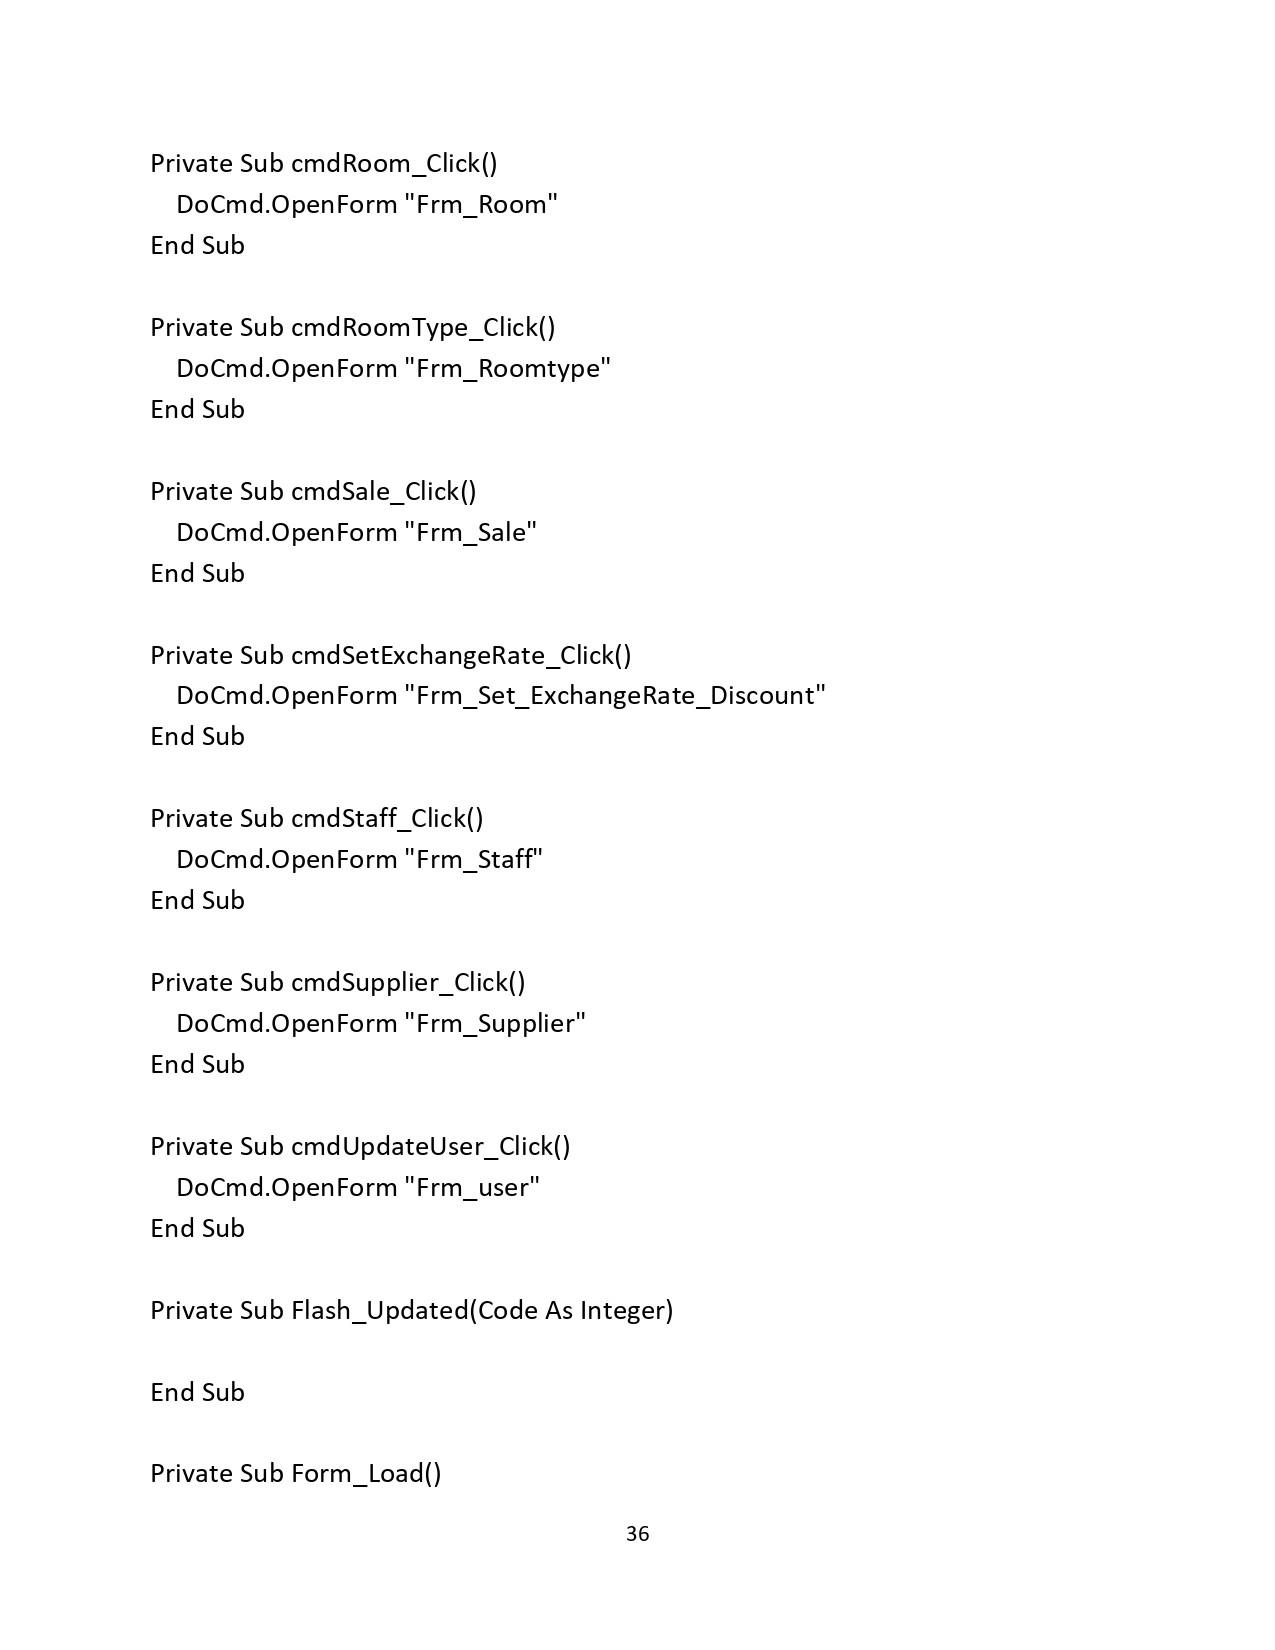 Private Sub cmdRoom_Click()
DoCmd.OpenForm "Frm_Room"
End Sub
Private Sub cmdRoomType_Click()
DoCmd.OpenForm "Frm_Roomtype"
End Sub
Private Sub cmdSale_Click()
DoCmd.OpenForm "Frm_Sale"
End Sub
Private Sub cmdSetExchangeRate_Click()
DoCmd.OpenForm "Frm_Set_ExchangeRate_Discount"
End Sub
Private Sub cmdStaff_Click()
DoCmd.OpenForm "Frm_Staff"
End Sub
Private Sub cmdSupplier_Click()
DoCmd.OpenForm "Frm_Supplier"
End Sub
Private Sub cmdUpdateUser_Click()
DoCmd.OpenForm "Frm_user"
End Sub
Private Sub Flash_Updated(Code As Integer)
End Sub
Private Sub Form_Load()
36